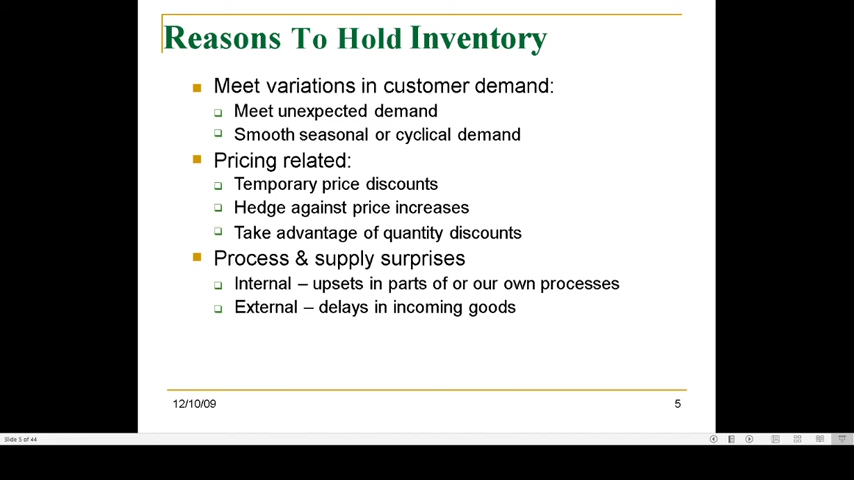 Reasons To Hold Inventory
Meet variations in customer demand:
Meet unexpected demand
Smooth seasonal or cyclical demand
Pricing related:
Temporary price discounts
Hedge against price increases
Take advantage of quantity discounts
Process & supply surprises
Internal – upsets in parts of or our own processes
External – delays in incoming goods
12/10/09
5
Slide 5 of 44